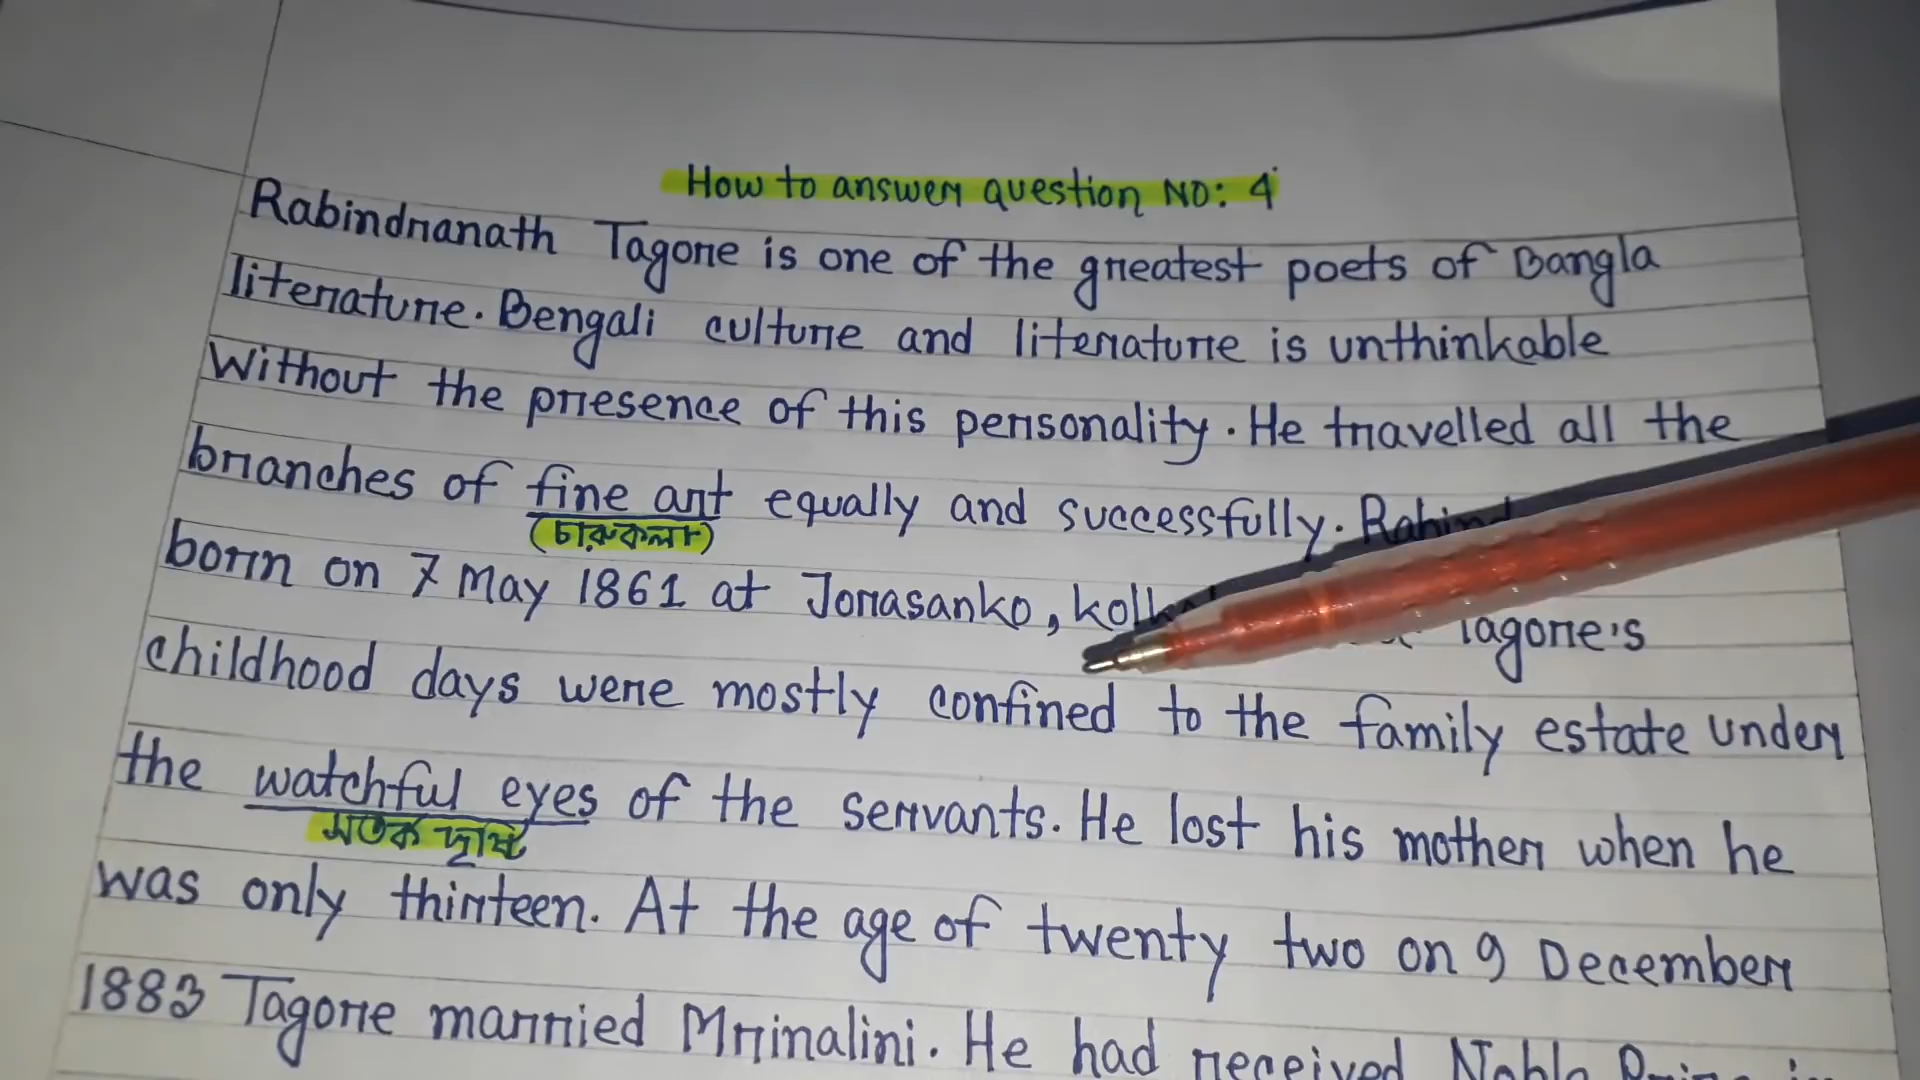 How to answer question NO: 4
Rabindranath Tagore is one of the greatest poets of Bangla
literature. Bengali culture and literature is unthinkable
Without the presence of this personality. He travelled all the
branches of fine art equally and successfully.
(চারুকলা)
born on 7 May 1861 at Jorasanko, Tagore's
childhood days were mostly confined to the family estate under
the watchful eyes of the servants. He lost his mother when he
সতর্ক দৃষ্টি
was only thirteen. At the age of twenty two on 9 December
1883 Tagore married Mrinalini. He had received